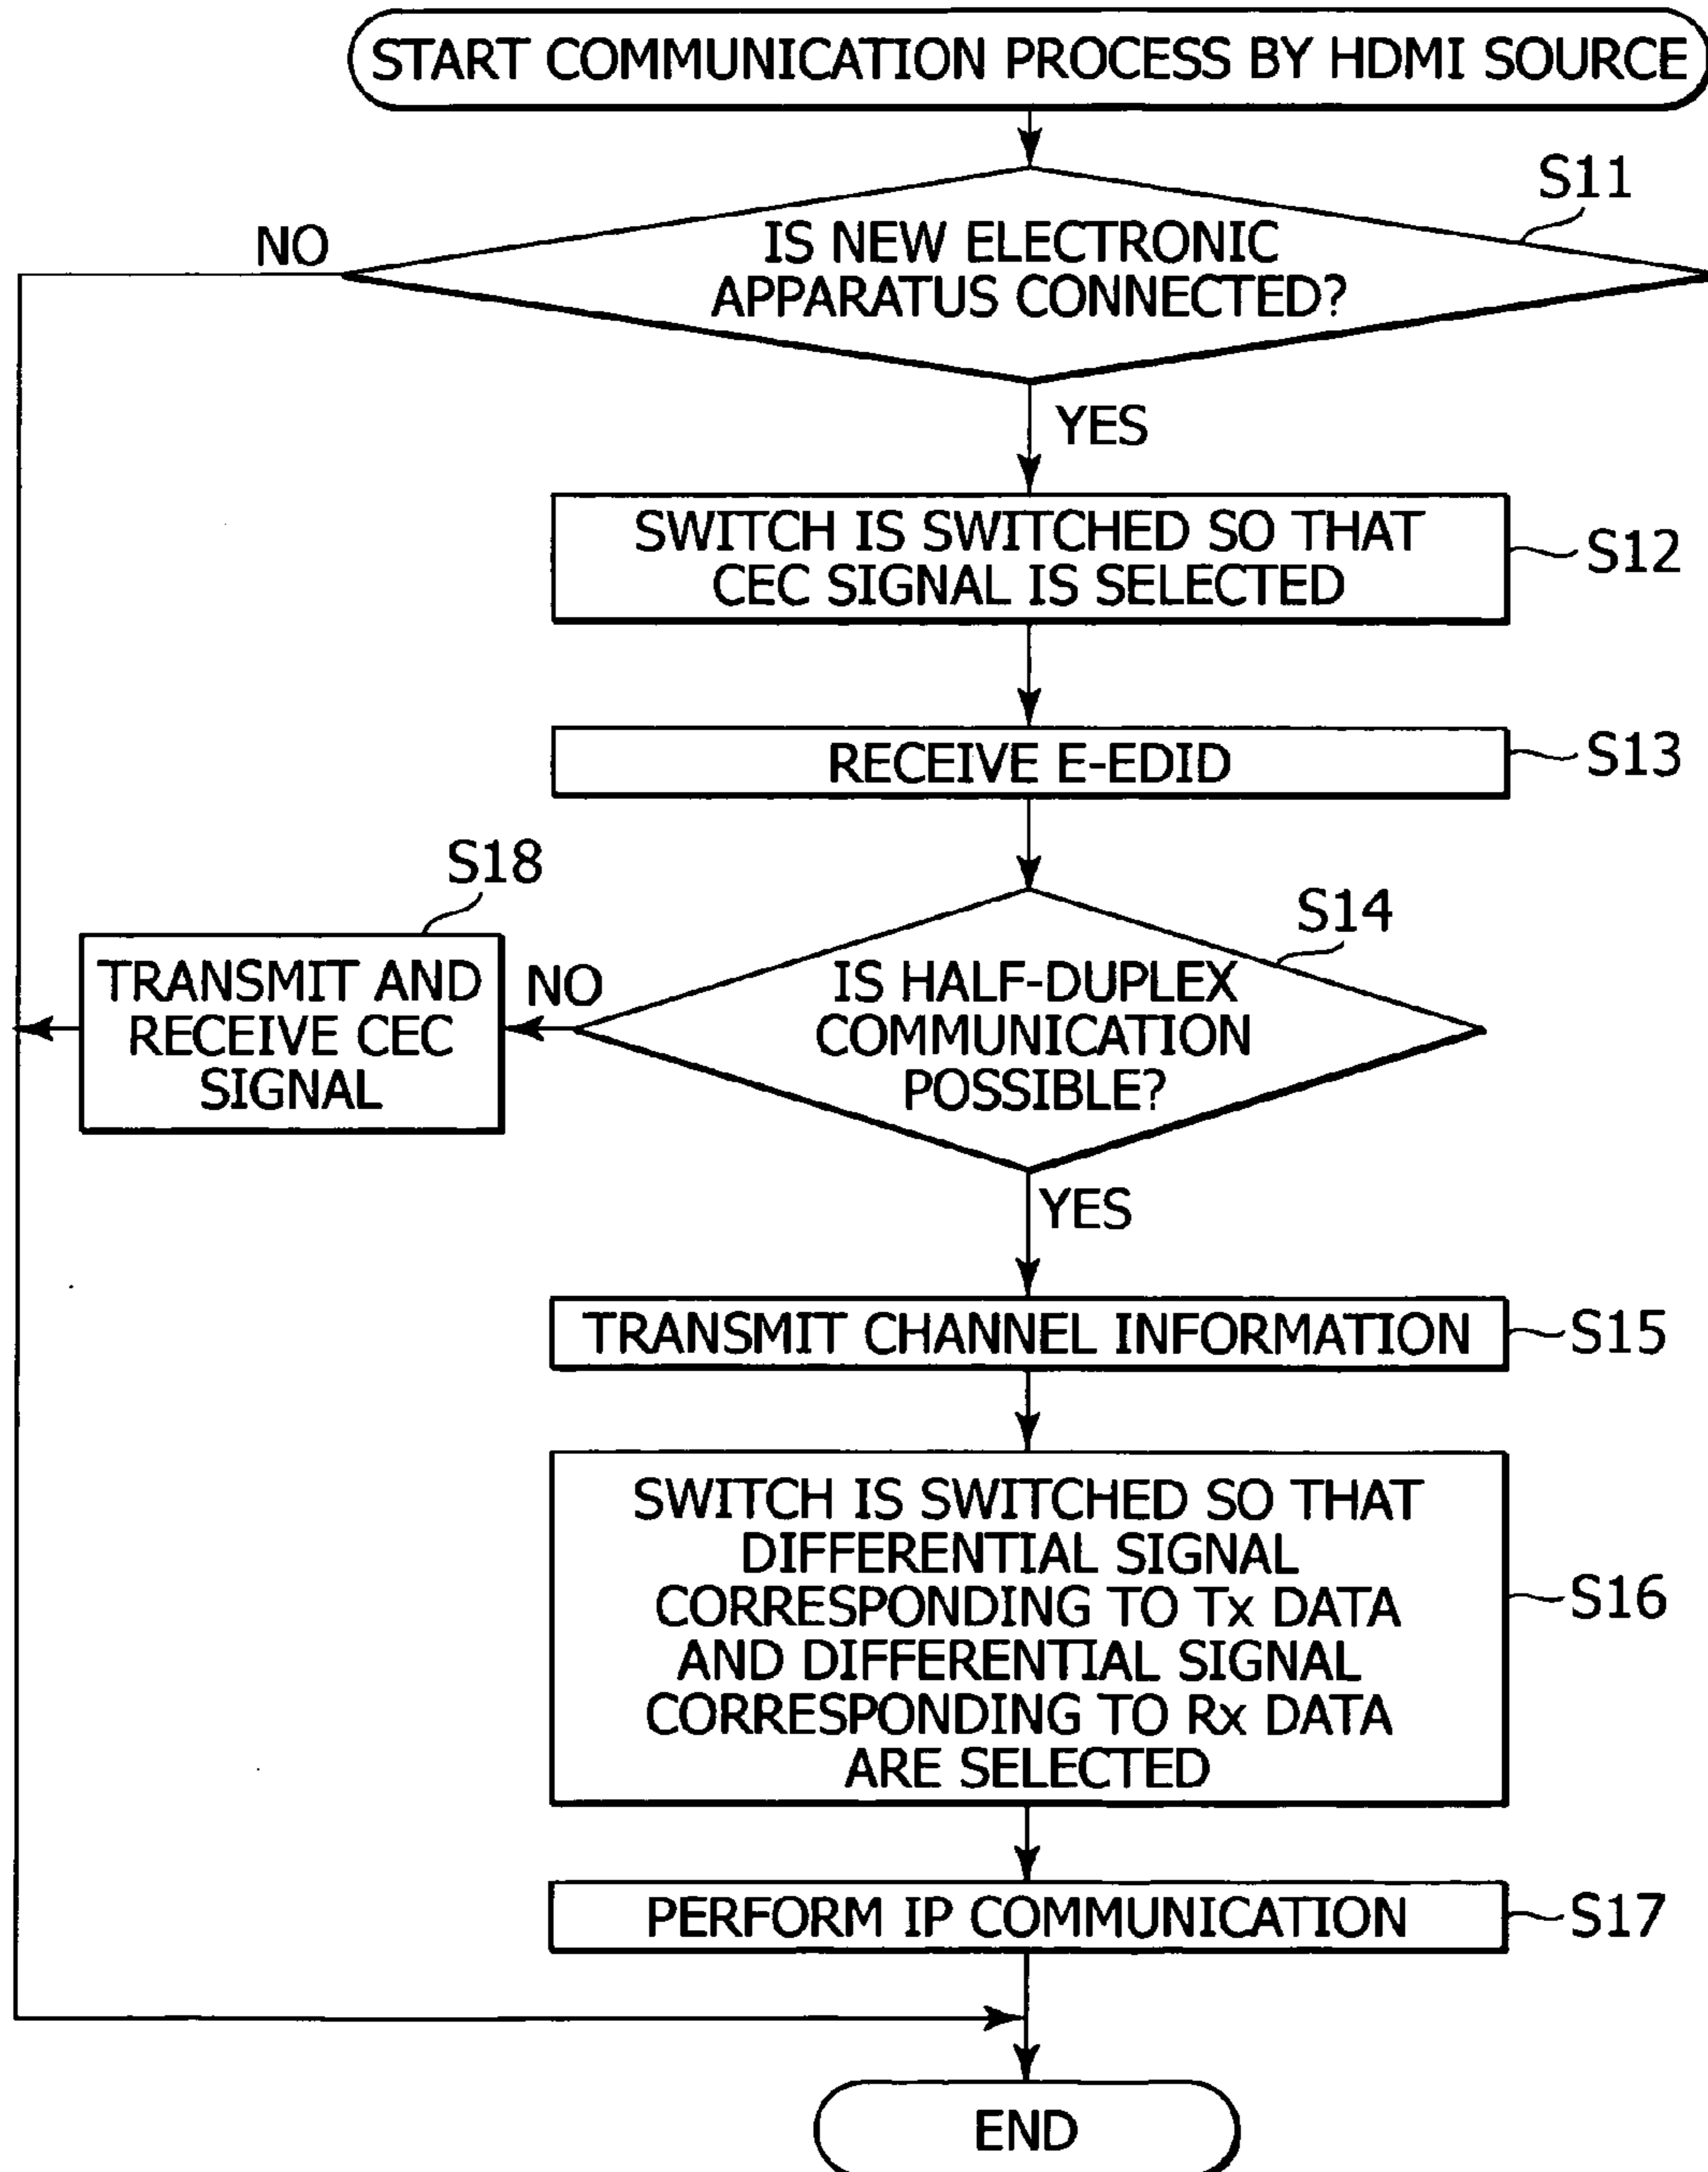 START COMMUNICATION PROCESS BY HDMI SOURCE
S11
NO
IS NEW ELECTRONIC
APPARATUS CONNECTED?
YES
SWITCH IS SWITCHED SO THAT
CEC SIGNAL IS SELECTED
S12
RECEIVE E-EDID
S13
S18
S14
TRANSMIT AND
RECEIVE CEC
SIGNAL
NO
IS HALF-DUPLEX
COMMUNICATION
POSSIBLE?
YES
TRANSMIT CHANNEL INFORMATION
S15
SWITCH IS SWITCHED SO THAT
DIFFERENTIAL SIGNAL
CORRESPONDING TO Tx DATA
AND DIFFERENTIAL SIGNAL
CORRESPONDING TO Rx DATA
ARE SELECTED
S16
PERFORM IP COMMUNICATION
S17
END